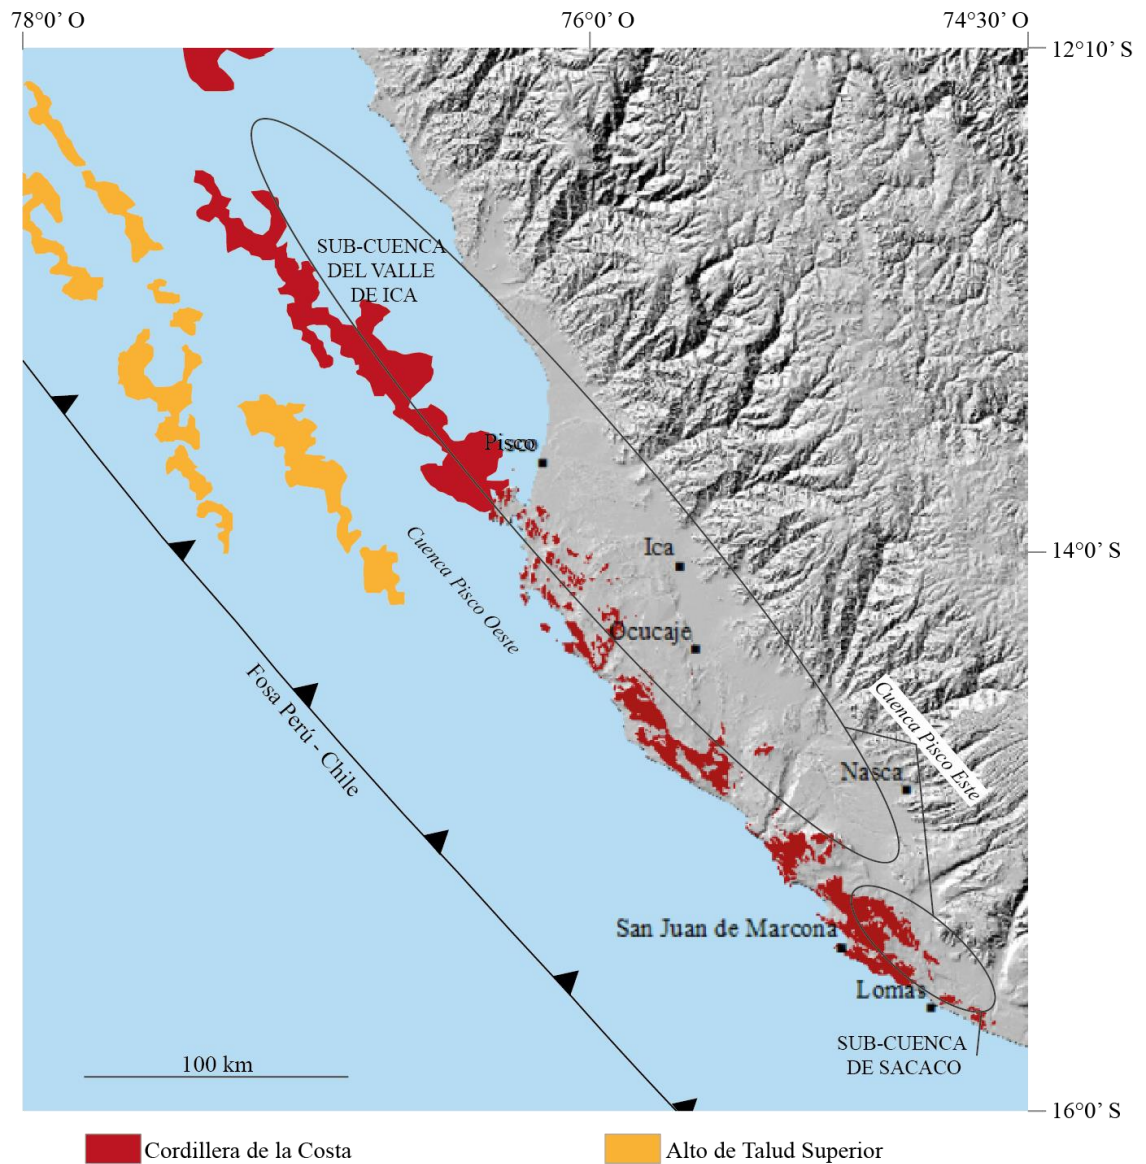 78°0’ O
76°0’ O
74°30’ O
12°10’ S
SUB-CUENCA
DEL VALLE
DE ICA
Pisco
Ica
14°0’ S
Cuenca Pisco Oeste
Ocucaje
Fosa Perú - Chile
Cuenca Pisco Este
Nasca
San Juan de Marcona
Lomas
SUB-CUENCA
DE SACACO
100 km
16°0’ S
Cordillera de la Costa
Alto de Talud Superior